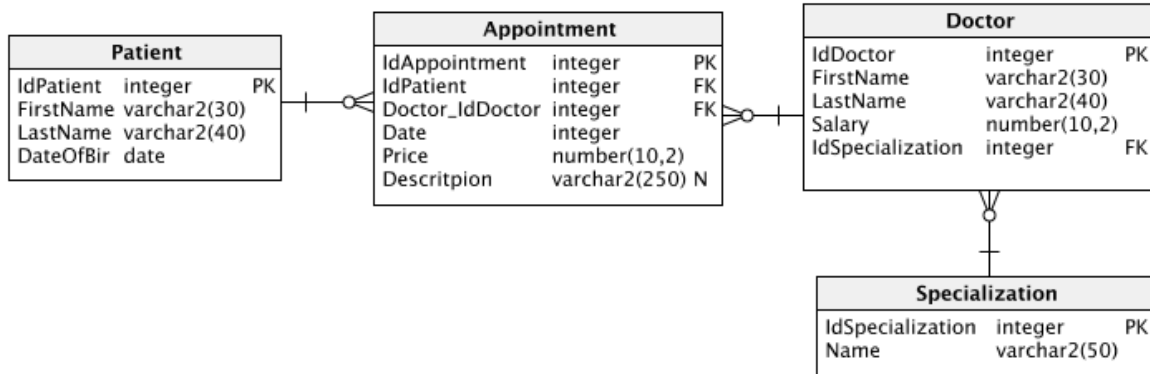 Patient
IdPatient integer PK
FirstName varchar2(30)
LastName varchar2(40)
DateOfBir date
Appointment
IdAppointment integer PK
IdPatient integer FK
Doctor_IdDoctor integer FK
Date integer
Price number(10,2)
Descritpion varchar2(250) N
Doctor
IdDoctor integer PK
FirstName varchar2(30)
LastName varchar2(40)
Salary number(10,2)
IdSpecialization integer FK
Specialization
IdSpecialization integer PK
Name varchar2(50)